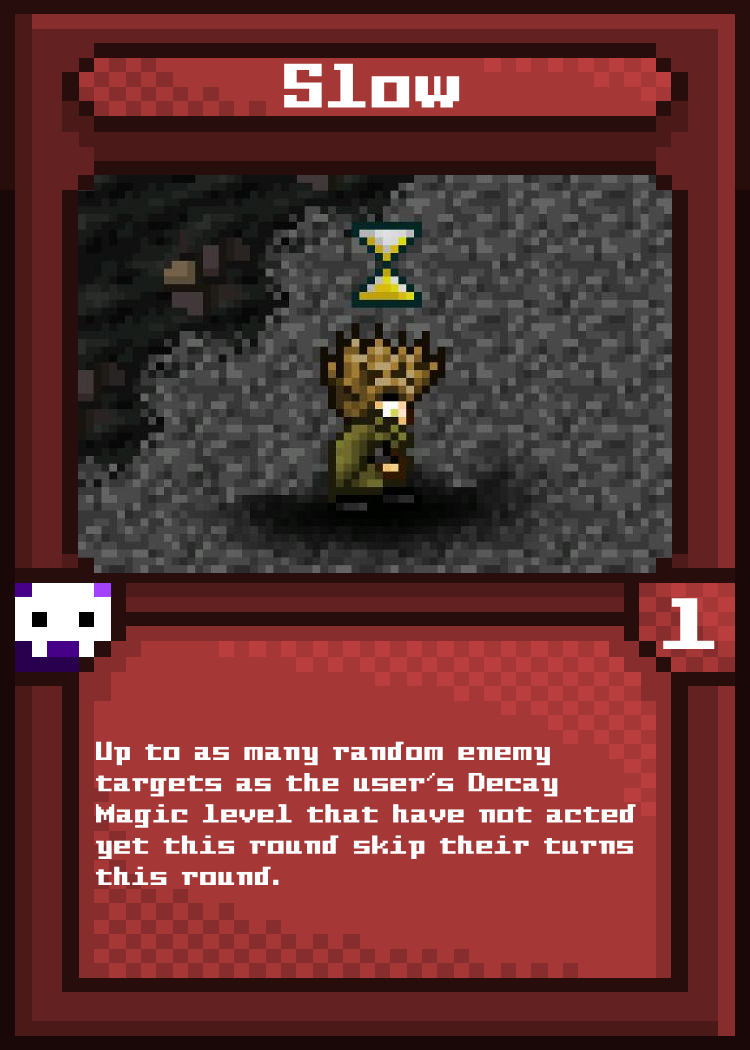 Slow
1
Up to as many random enemy
targets as the user's Decay
Magic level that have not acted
yet this round skip their turns
this round.